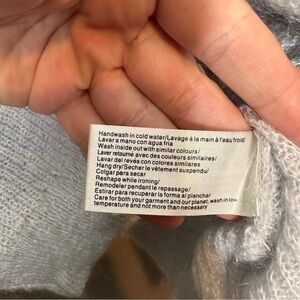 Handwash in cold water/Lavage à la main à l'eau froid/
Lavar a mano con agua fria
Wash inside out with similar colours/
Laver retourné avec des couleurs similaires/
Lavar del revés con colores similares
Hang dry/Secher le vêtement suspendu/
Colgar para secar
Reshape while ironing/
Remodeler pendant le repassage/
Estirar para recuperar la forma al planchar
Care for both your garment and our planet, wash in low
temperature and not more than necessary